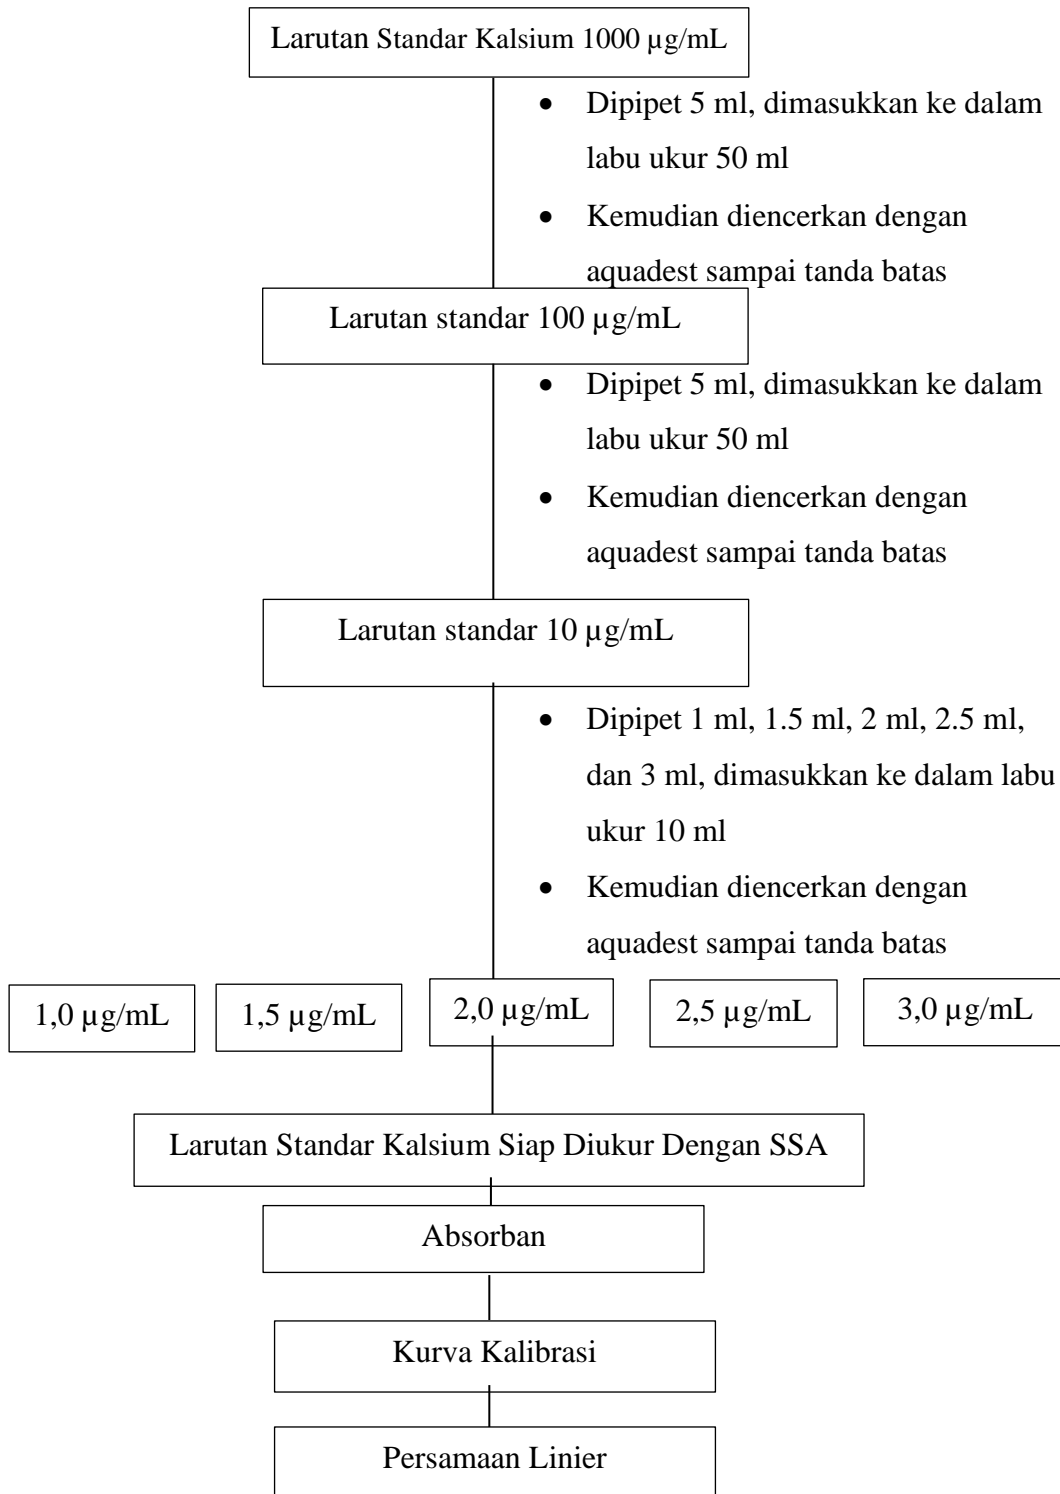 Larutan Standar Kalsium 1000 µg/mL
• Dipipet 5 ml, dimasukkan ke dalam
labu ukur 50 ml
• Kemudian diencerkan dengan
aquadest sampai tanda batas
Larutan standar 100 µg/mL
• Dipipet 5 ml, dimasukkan ke dalam
labu ukur 50 ml
• Kemudian diencerkan dengan
aquadest sampai tanda batas
Larutan standar 10 µg/mL
• Dipipet 1 ml, 1.5 ml, 2 ml, 2.5 ml,
dan 3 ml, dimasukkan ke dalam labu
ukur 10 ml
• Kemudian diencerkan dengan
aquadest sampai tanda batas
1,0 µg/mL
1,5 µg/mL
2,0 µg/mL
2,5 µg/mL
3,0 µg/mL
Larutan Standar Kalsium Siap Diukur Dengan SSA
Absorban
Kurva Kalibrasi
Persamaan Linier